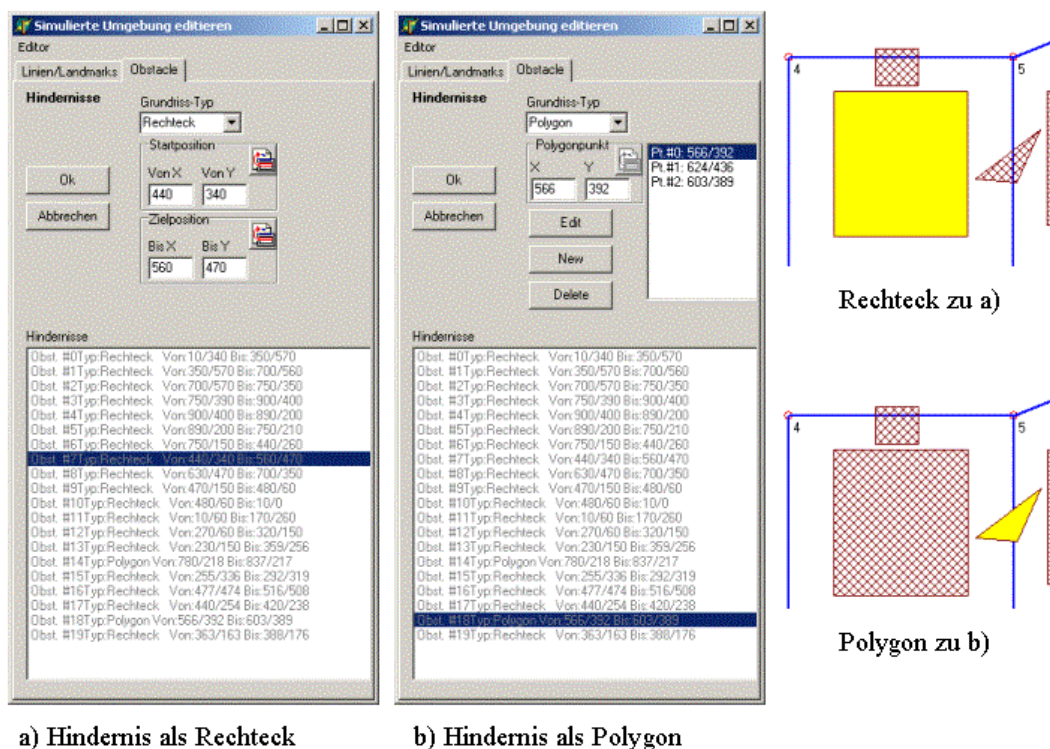 Simulierte Umgebung editieren
Editor
Linien/Landmarks Obstacle
Hindernisse
Grundriss-Typ
Rechteck
Startposition
Von X Von Y
440 340
Ok
Abbrechen
Zielposition
Bis X Bis Y
560 470
Hindernisse
Obst. #0Typ:Rechteck Von:10/340 Bis:350/570
Obst. #1Typ:Rechteck Von:350/570 Bis:700/560
Obst. #2Typ:Rechteck Von:700/570 Bis:750/350
Obst. #3Typ:Rechteck Von:750/390 Bis:900/400
Obst. #4Typ:Rechteck Von:900/400 Bis:890/200
Obst. #5Typ:Rechteck Von:890/200 Bis:750/210
Obst. #6Typ:Rechteck Von:750/150 Bis:440/260
Obst. #7Typ:Rechteck Von:440/340 Bis:560/470
Obst. #8Typ:Rechteck Von:630/470 Bis:700/350
Obst. #9Typ:Rechteck Von:470/150 Bis:480/60
Obst. #10Typ:Rechteck Von:480/60 Bis:10/0
Obst. #11Typ:Rechteck Von:10/60 Bis:170/260
Obst. #12Typ:Rechteck Von:270/60 Bis:320/150
Obst. #13Typ:Rechteck Von:230/150 Bis:359/256
Obst. #14Typ:Polygon Von:780/218 Bis:837/217
Obst. #15Typ:Rechteck Von:255/336 Bis:292/319
Obst. #16Typ:Rechteck Von:477/474 Bis:516/508
Obst. #17Typ:Rechteck Von:440/254 Bis:420/238
Obst. #18Typ:Polygon Von:566/392 Bis:603/389
Obst. #19Typ:Rechteck Von:363/163 Bis:388/176
a) Hindernis als Rechteck
Simulierte Umgebung editieren
Editor
Linien/Landmarks Obstacle
Hindernisse
Grundriss-Typ
Polygon
Polygonpunkt
X Y
566 392
Pt.#0: 566/392
Pt.#1: 624/436
Pt.#2: 603/389
Ok
Abbrechen
Edit
New
Delete
Hindernisse
Obst. #0Typ:Rechteck Von:10/340 Bis:350/570
Obst. #1Typ:Rechteck Von:350/570 Bis:700/560
Obst. #2Typ:Rechteck Von:700/570 Bis:750/350
Obst. #3Typ:Rechteck Von:750/390 Bis:900/400
Obst. #4Typ:Rechteck Von:900/400 Bis:890/200
Obst. #5Typ:Rechteck Von:890/200 Bis:750/210
Obst. #6Typ:Rechteck Von:750/150 Bis:440/260
Obst. #7Typ:Rechteck Von:440/340 Bis:560/470
Obst. #8Typ:Rechteck Von:630/470 Bis:700/350
Obst. #9Typ:Rechteck Von:470/150 Bis:480/60
Obst. #10Typ:Rechteck Von:480/60 Bis:10/0
Obst. #11Typ:Rechteck Von:10/60 Bis:170/260
Obst. #12Typ:Rechteck Von:270/60 Bis:320/150
Obst. #13Typ:Rechteck Von:230/150 Bis:359/256
Obst. #14Typ:Polygon Von:780/218 Bis:837/217
Obst. #15Typ:Rechteck Von:255/336 Bis:292/319
Obst. #16Typ:Rechteck Von:477/474 Bis:516/508
Obst. #17Typ:Rechteck Von:440/254 Bis:420/238
Obst. #18Typ:Polygon Von:566/392 Bis:603/389
Obst. #19Typ:Rechteck Von:363/163 Bis:388/176
b) Hindernis als Polygon
4 5
Rechteck zu a)
4 5
Polygon zu b)